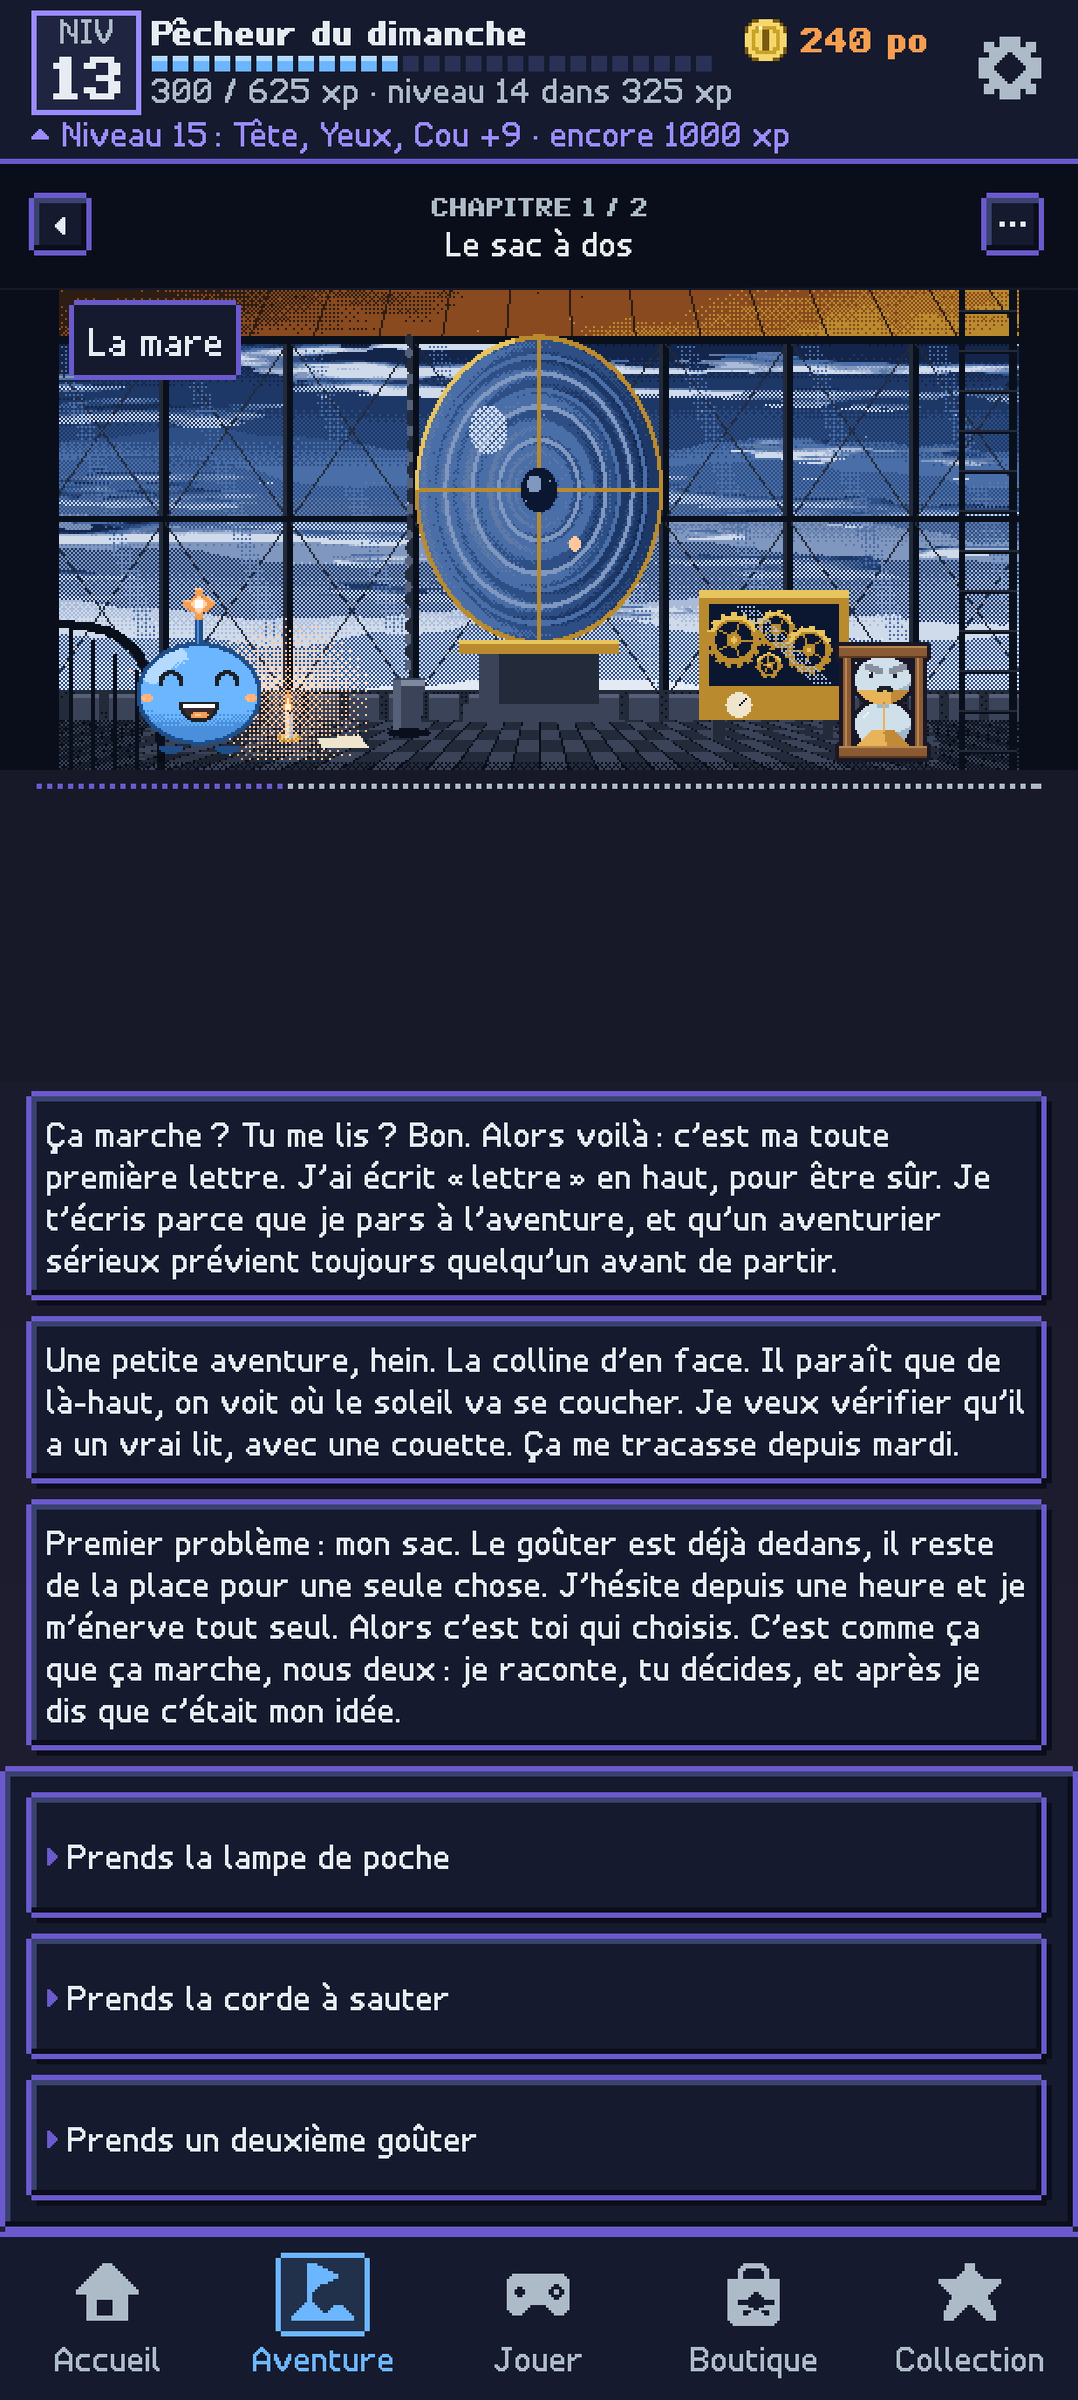 NIV
13
Pêcheur du dimanche
240 po
300 / 625 xp · niveau 14 dans 325 xp
Niveau 15 : Tête, Yeux, Cou +9 · encore 1000 xp
CHAPITRE 1 / 2
Le sac à dos
La mare
Ça marche ? Tu me lis ? Bon. Alors voilà : c’est ma toute
première lettre. J’ai écrit « lettre » en haut, pour être sûr. Je
t’écris parce que je pars à l’aventure, et qu’un aventurier
sérieux prévient toujours quelqu’un avant de partir.
Une petite aventure, hein. La colline d’en face. Il paraît que de
là-haut, on voit où le soleil va se coucher. Je veux vérifier qu’il
a un vrai lit, avec une couette. Ça me tracasse depuis mardi.
Premier problème : mon sac. Le goûter est déjà dedans, il reste
de la place pour une seule chose. J’hésite depuis une heure et je
m’énerve tout seul. Alors c’est toi qui choisis. C’est comme ça
que ça marche, nous deux : je raconte, tu décides, et après je
dis que c’était mon idée.
Prends la lampe de poche
Prends la corde à sauter
Prends un deuxième goûter
Accueil
Aventure
Jouer
Boutique
Collection